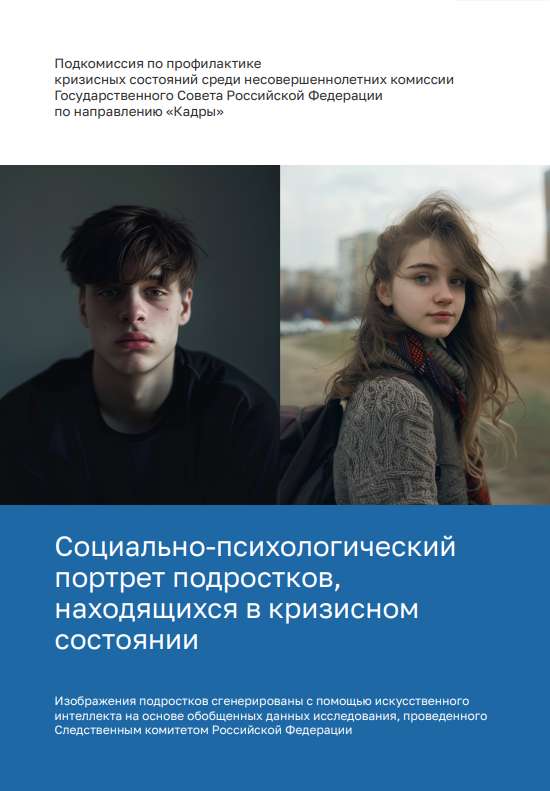 Подкомиссия по профилактике
кризисных состояний среди несовершеннолетних комиссии
Государственного Совета Российской Федерации
по направлению «Кадры»
Социально-психологический
портрет подростков,
находящихся в кризисном
состоянии
Изображения подростков сгенерированы с помощью искусственного
интеллекта на основе обобщенных данных исследования, проведенного
Следственным комитетом Российской Федерации